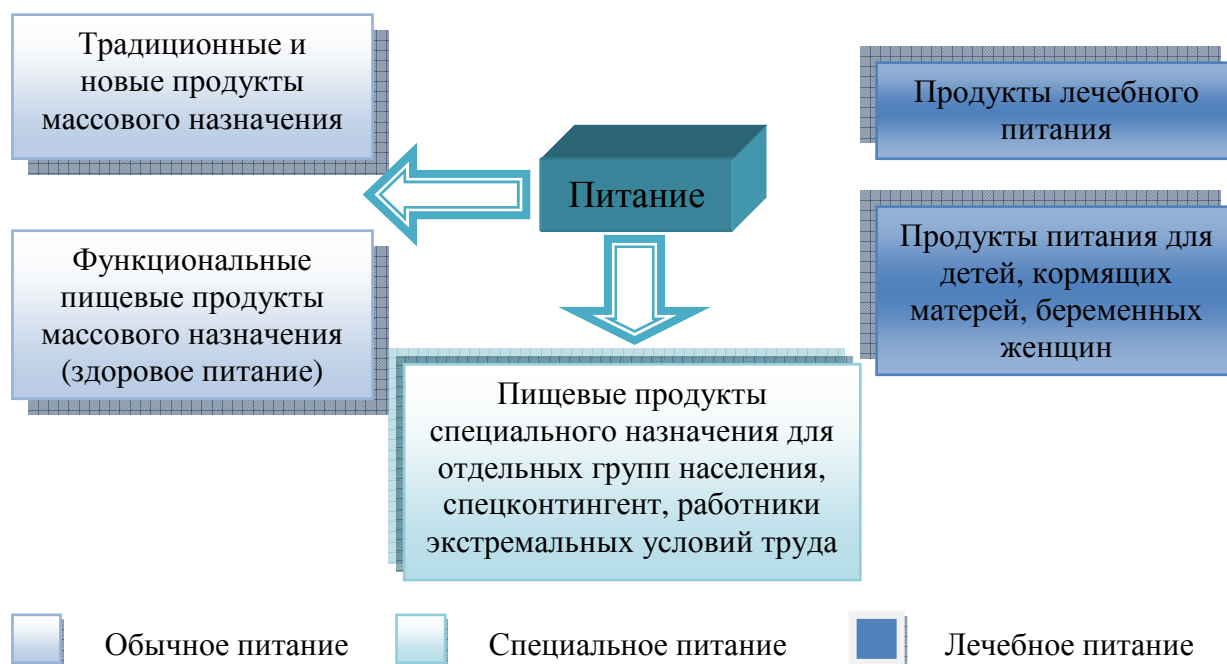 Традиционные и
новые продукты
массового назначения
Функциональные
пищевые продукты
массового назначения
(здоровое питание)
Питание
Продукты лечебного
питания
Продукты питания для
детей, кормящих
матерей, беременных
женщин
Пищевые продукты
специального назначения для
отдельных групп населения,
спецконтингент, работники
экстремальных условий труда
Обычное питание
Специальное питание
Лечебное питание